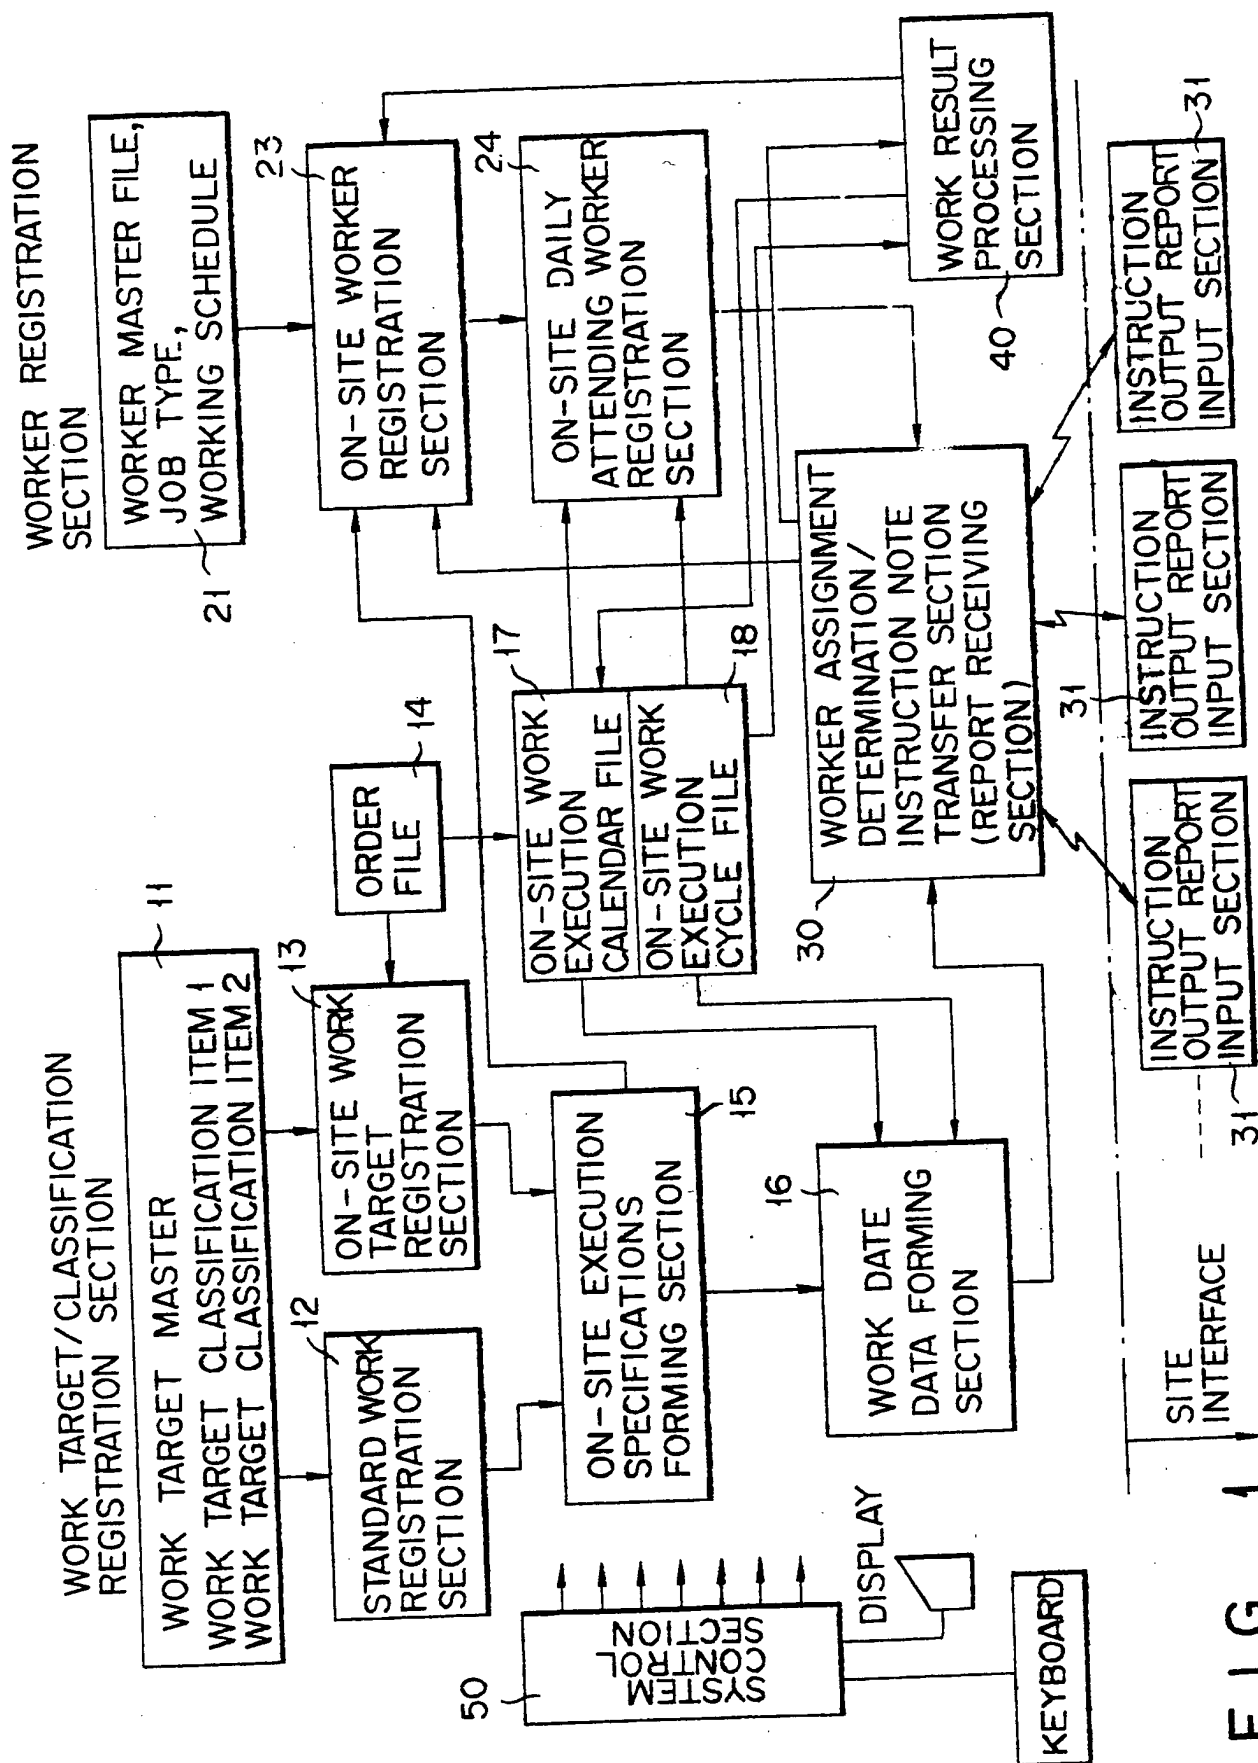 WORK TARGET/CLASSIFICATION
REGISTRATION SECTION
11
WORK TARGET MASTER
WORK TARGET CLASSIFICATION ITEM 1
WORK TARGET CLASSIFICATION ITEM 2
WORKER REGISTRATION
SECTION
WORKER MASTER FILE,
JOB TYPE,
WORKING SCHEDULE
21
12
STANDARD WORK
REGISTRATION
SECTION
13
ON-SITE WORK
TARGET
REGISTRATION
SECTION
14
ORDER
FILE
23
ON-SITE WORKER
REGISTRATION
SECTION
15
ON-SITE EXECUTION
SPECIFICATIONS
FORMING SECTION
17
ON-SITE WORK
EXECUTION
CALENDAR FILE
ON-SITE WORK
EXECUTION
CYCLE FILE
18
24
ON-SITE DAILY
ATTENDING WORKER
REGISTRATION
SECTION
50
SYSTEM
CONTROL
SECTION
DISPLAY
KEYBOARD
16
WORK DATE
DATA FORMING
SECTION
30
WORKER ASSIGNMENT
DETERMINATION/
INSTRUCTION NOTE
TRANSFER SECTION
(REPORT RECEIVING
SECTION)
40
WORK RESULT
PROCESSING
SECTION
SITE
INTERFACE
31
INSTRUCTION
OUTPUT REPORT
INPUT SECTION
31
INSTRUCTION
OUTPUT REPORT
INPUT SECTION
31
INSTRUCTION
OUTPUT REPORT
INPUT SECTION
FIG. 1